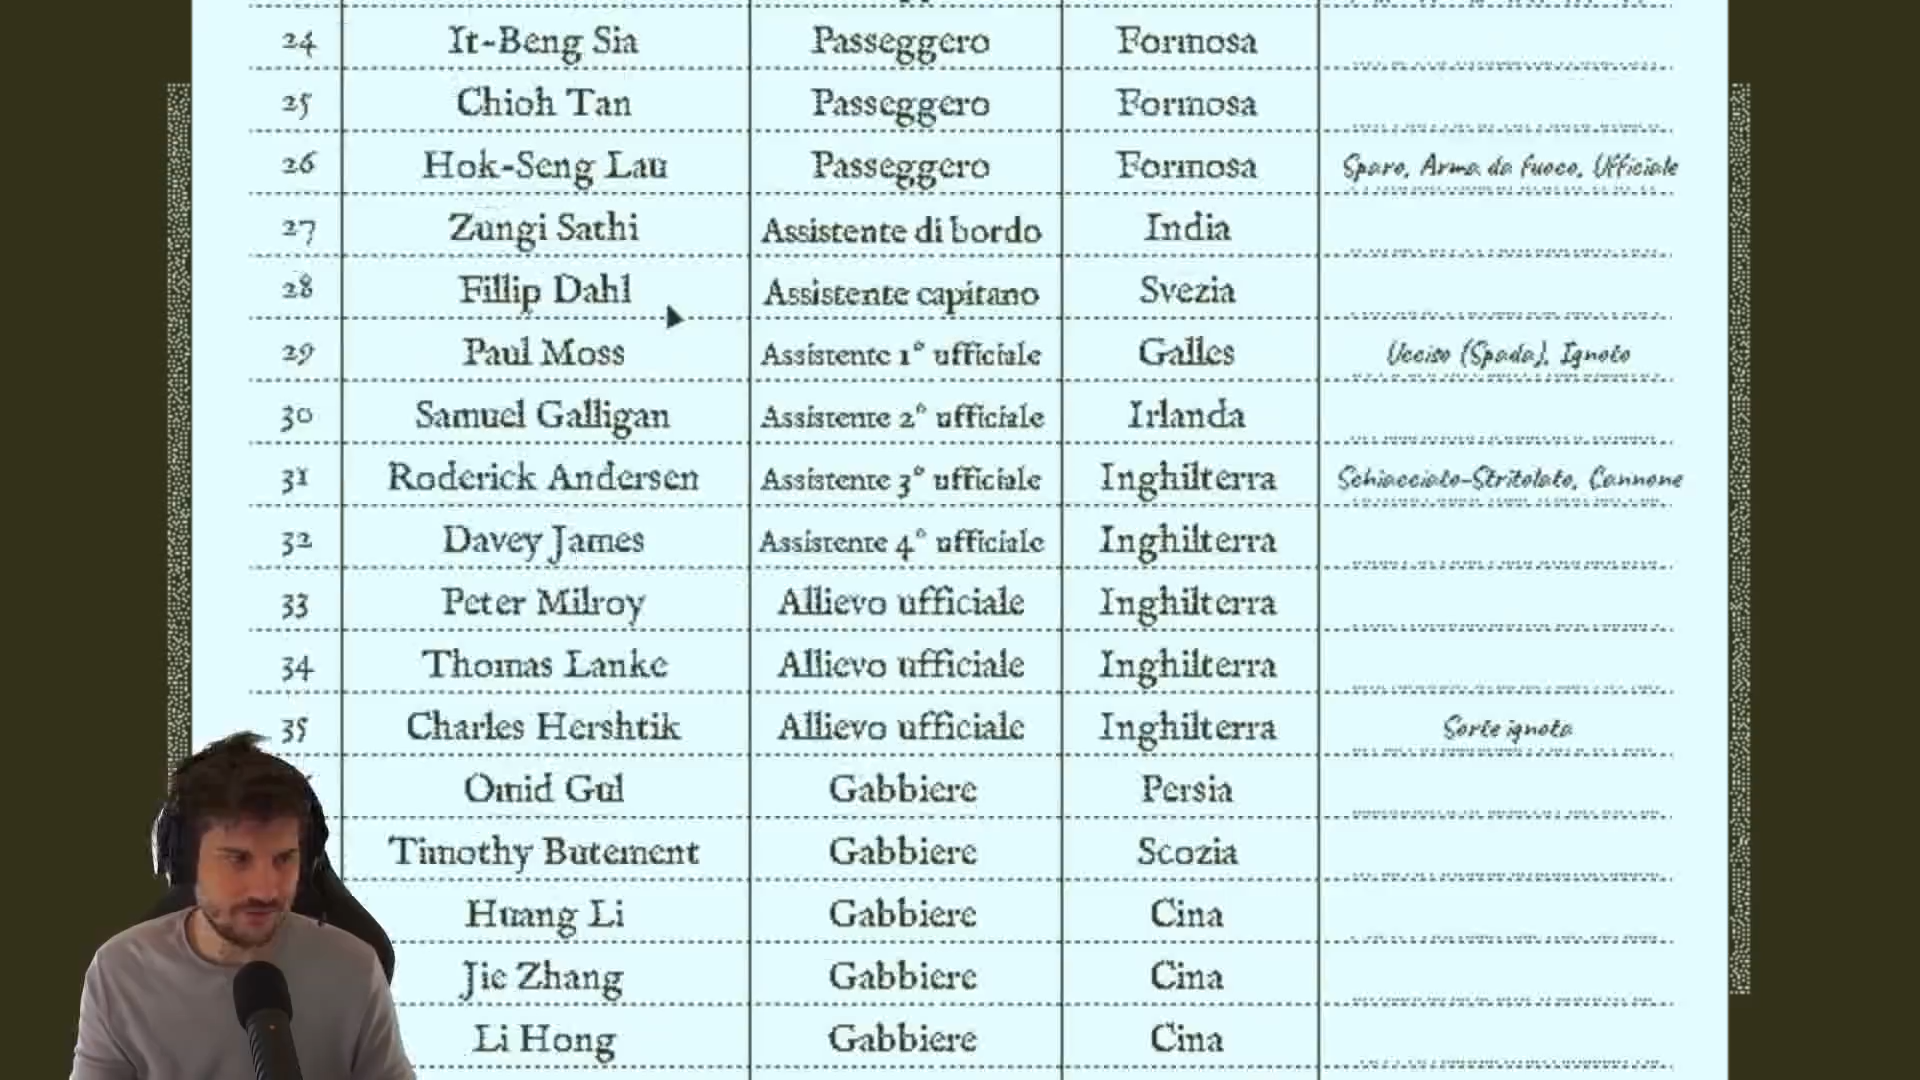 24 It-Beng Sia Passeggero Formosa
25 Chioh Tan Passeggero Formosa
26 Hok-Seng Lau Passeggero Formosa Sparo, Arma da fuoco, Ufficiale
27 Zungi Sathi Assistente di bordo India
28 Fillip Dahl Assistente capitano Svezia
29 Paul Moss Assistente 1° ufficiale Galles Ucciso (Spada), Ignoto
30 Samuel Galligan Assistente 2° ufficiale Irlanda
31 Roderick Andersen Assistente 3° ufficiale Inghilterra Schiacciato-Stritolato, Cannone
32 Davey James Assistente 4° ufficiale Inghilterra
33 Peter Milroy Allievo ufficiale Inghilterra
34 Thomas Lanke Allievo ufficiale Inghilterra
35 Charles Hershtik Allievo ufficiale Inghilterra Sorte ignota
Omid Gul Gabbiere Persia
Timothy Butement Gabbiere Scozia
Huang Li Gabbiere Cina
Jie Zhang Gabbiere Cina
Li Hong Gabbiere Cina